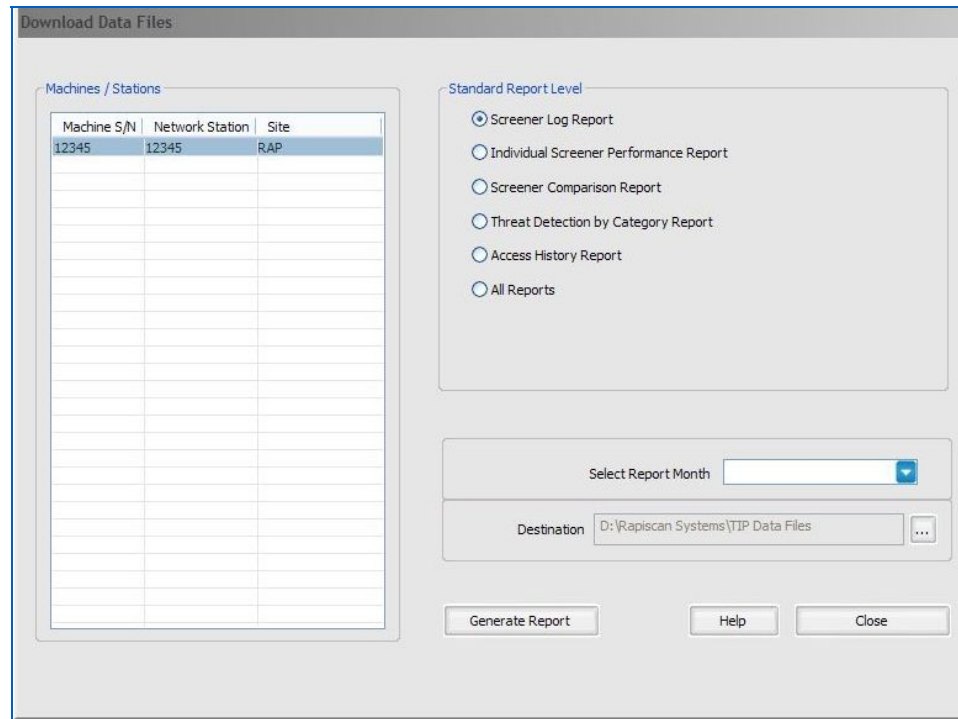 Download Data Files
Machines / Stations
Machine S/N Network Station Site
12345 12345 RAP
Standard Report Level
Screener Log Report
Individual Screener Performance Report
Screener Comparison Report
Threat Detection by Category Report
Access History Report
All Reports
Select Report Month
Destination D:\Rapiscan Systems\TIP Data Files ...
Generate Report Help Close